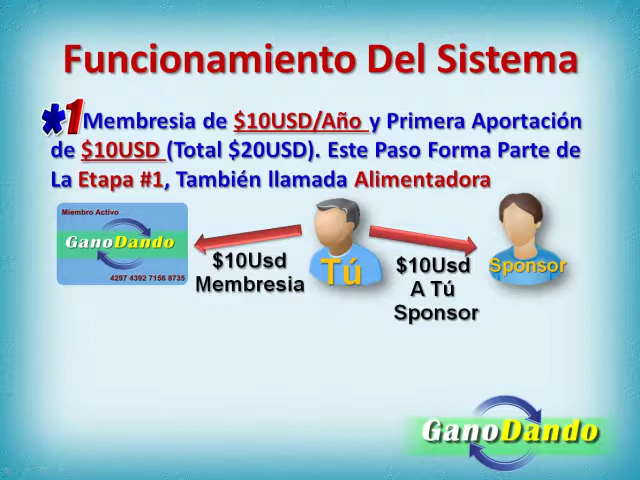 Funcionamiento Del Sistema
*1 Membresia de $10USD/Año y Primera Aportación
de $10USD (Total $20USD). Este Paso Forma Parte de
La Etapa #1, También llamada Alimentadora
Miembro Activo
GanoDando
4297 4392 7156 8735
$10Usd
Membresia
Tú
$10Usd
A Tú
Sponsor
Sponsor
GanoDando